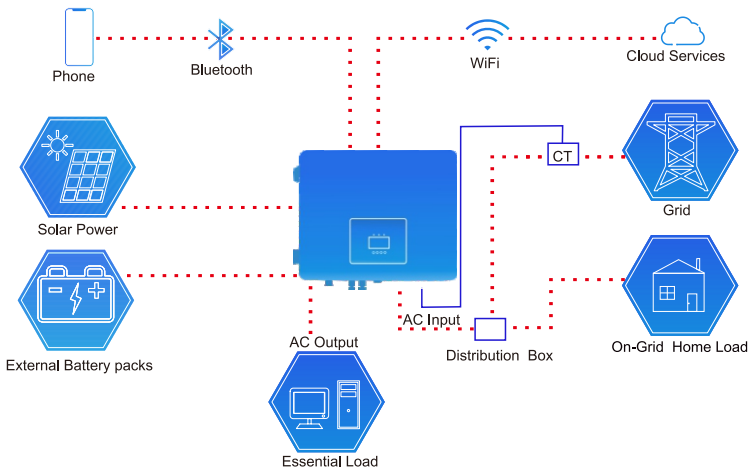 Phone
Bluetooth
WiFi
Cloud Services
CT
Solar Power
Grid
External Battery packs
AC Output
AC Input
Distribution Box
On-Grid Home Load
Essential Load